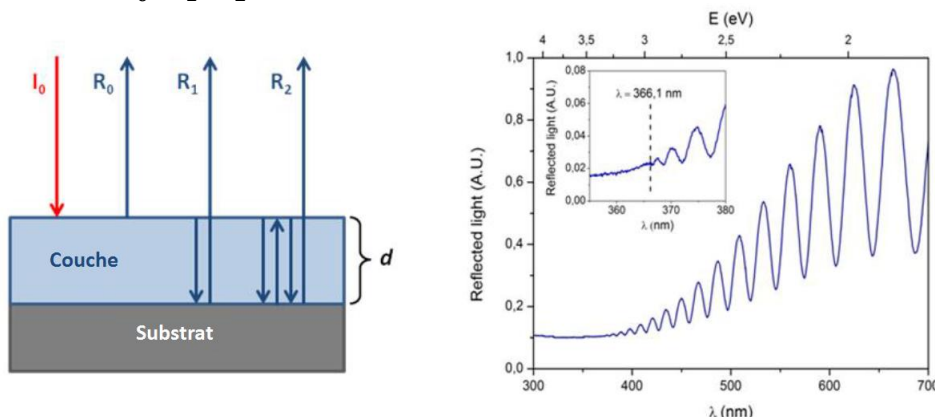 I0 R0 R1 R2
Couche
d
Substrat
E (eV)
4 3,5 3 2,5 2
Reflected light (A.U.)
1,0
0,8
0,6
0,4
0,2
0,0
300 400 500 600 700
λ (nm)
Reflected light (A.U.)
0,08
0,06
0,04
0,02
0,00
λ = 366,1 nm
360 370 380
λ (nm)